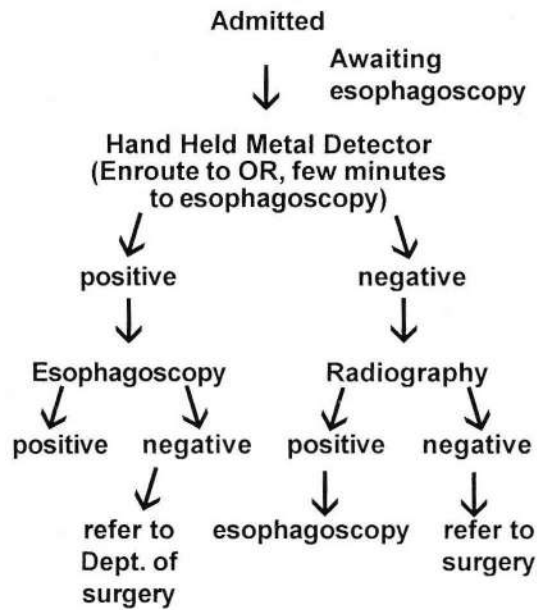 Admitted
Awaiting
esophagoscopy
Hand Held Metal Detector
(Enroute to OR, few minutes
to esophagoscopy)
positive
negative
Esophagoscopy
Radiography
positive
negative
positive
negative
refer to
Dept. of
surgery
esophagoscopy
refer to
surgery